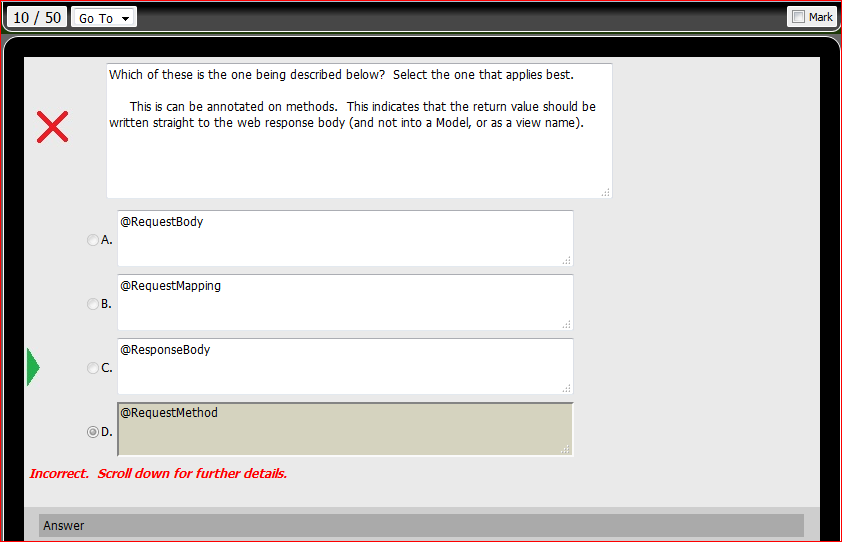 10 / 50 Go To Mark
Which of these is the one being described below?  Select the one that applies best.
This is can be annotated on methods.  This indicates that the return value should be
written straight to the web response body (and not into a Model, or as a view name).
A. @RequestBody
B. @RequestMapping
C. @ResponseBody
D. @RequestMethod
Incorrect.  Scroll down for further details.
Answer